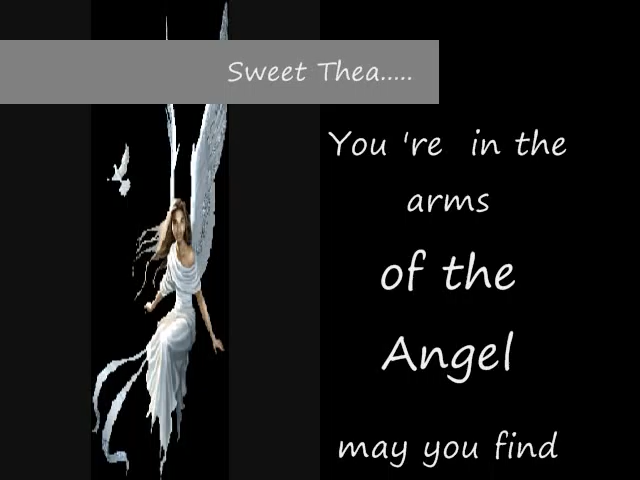 Sweet Thea.....
You 're in the
arms
of the
Angel
may you find